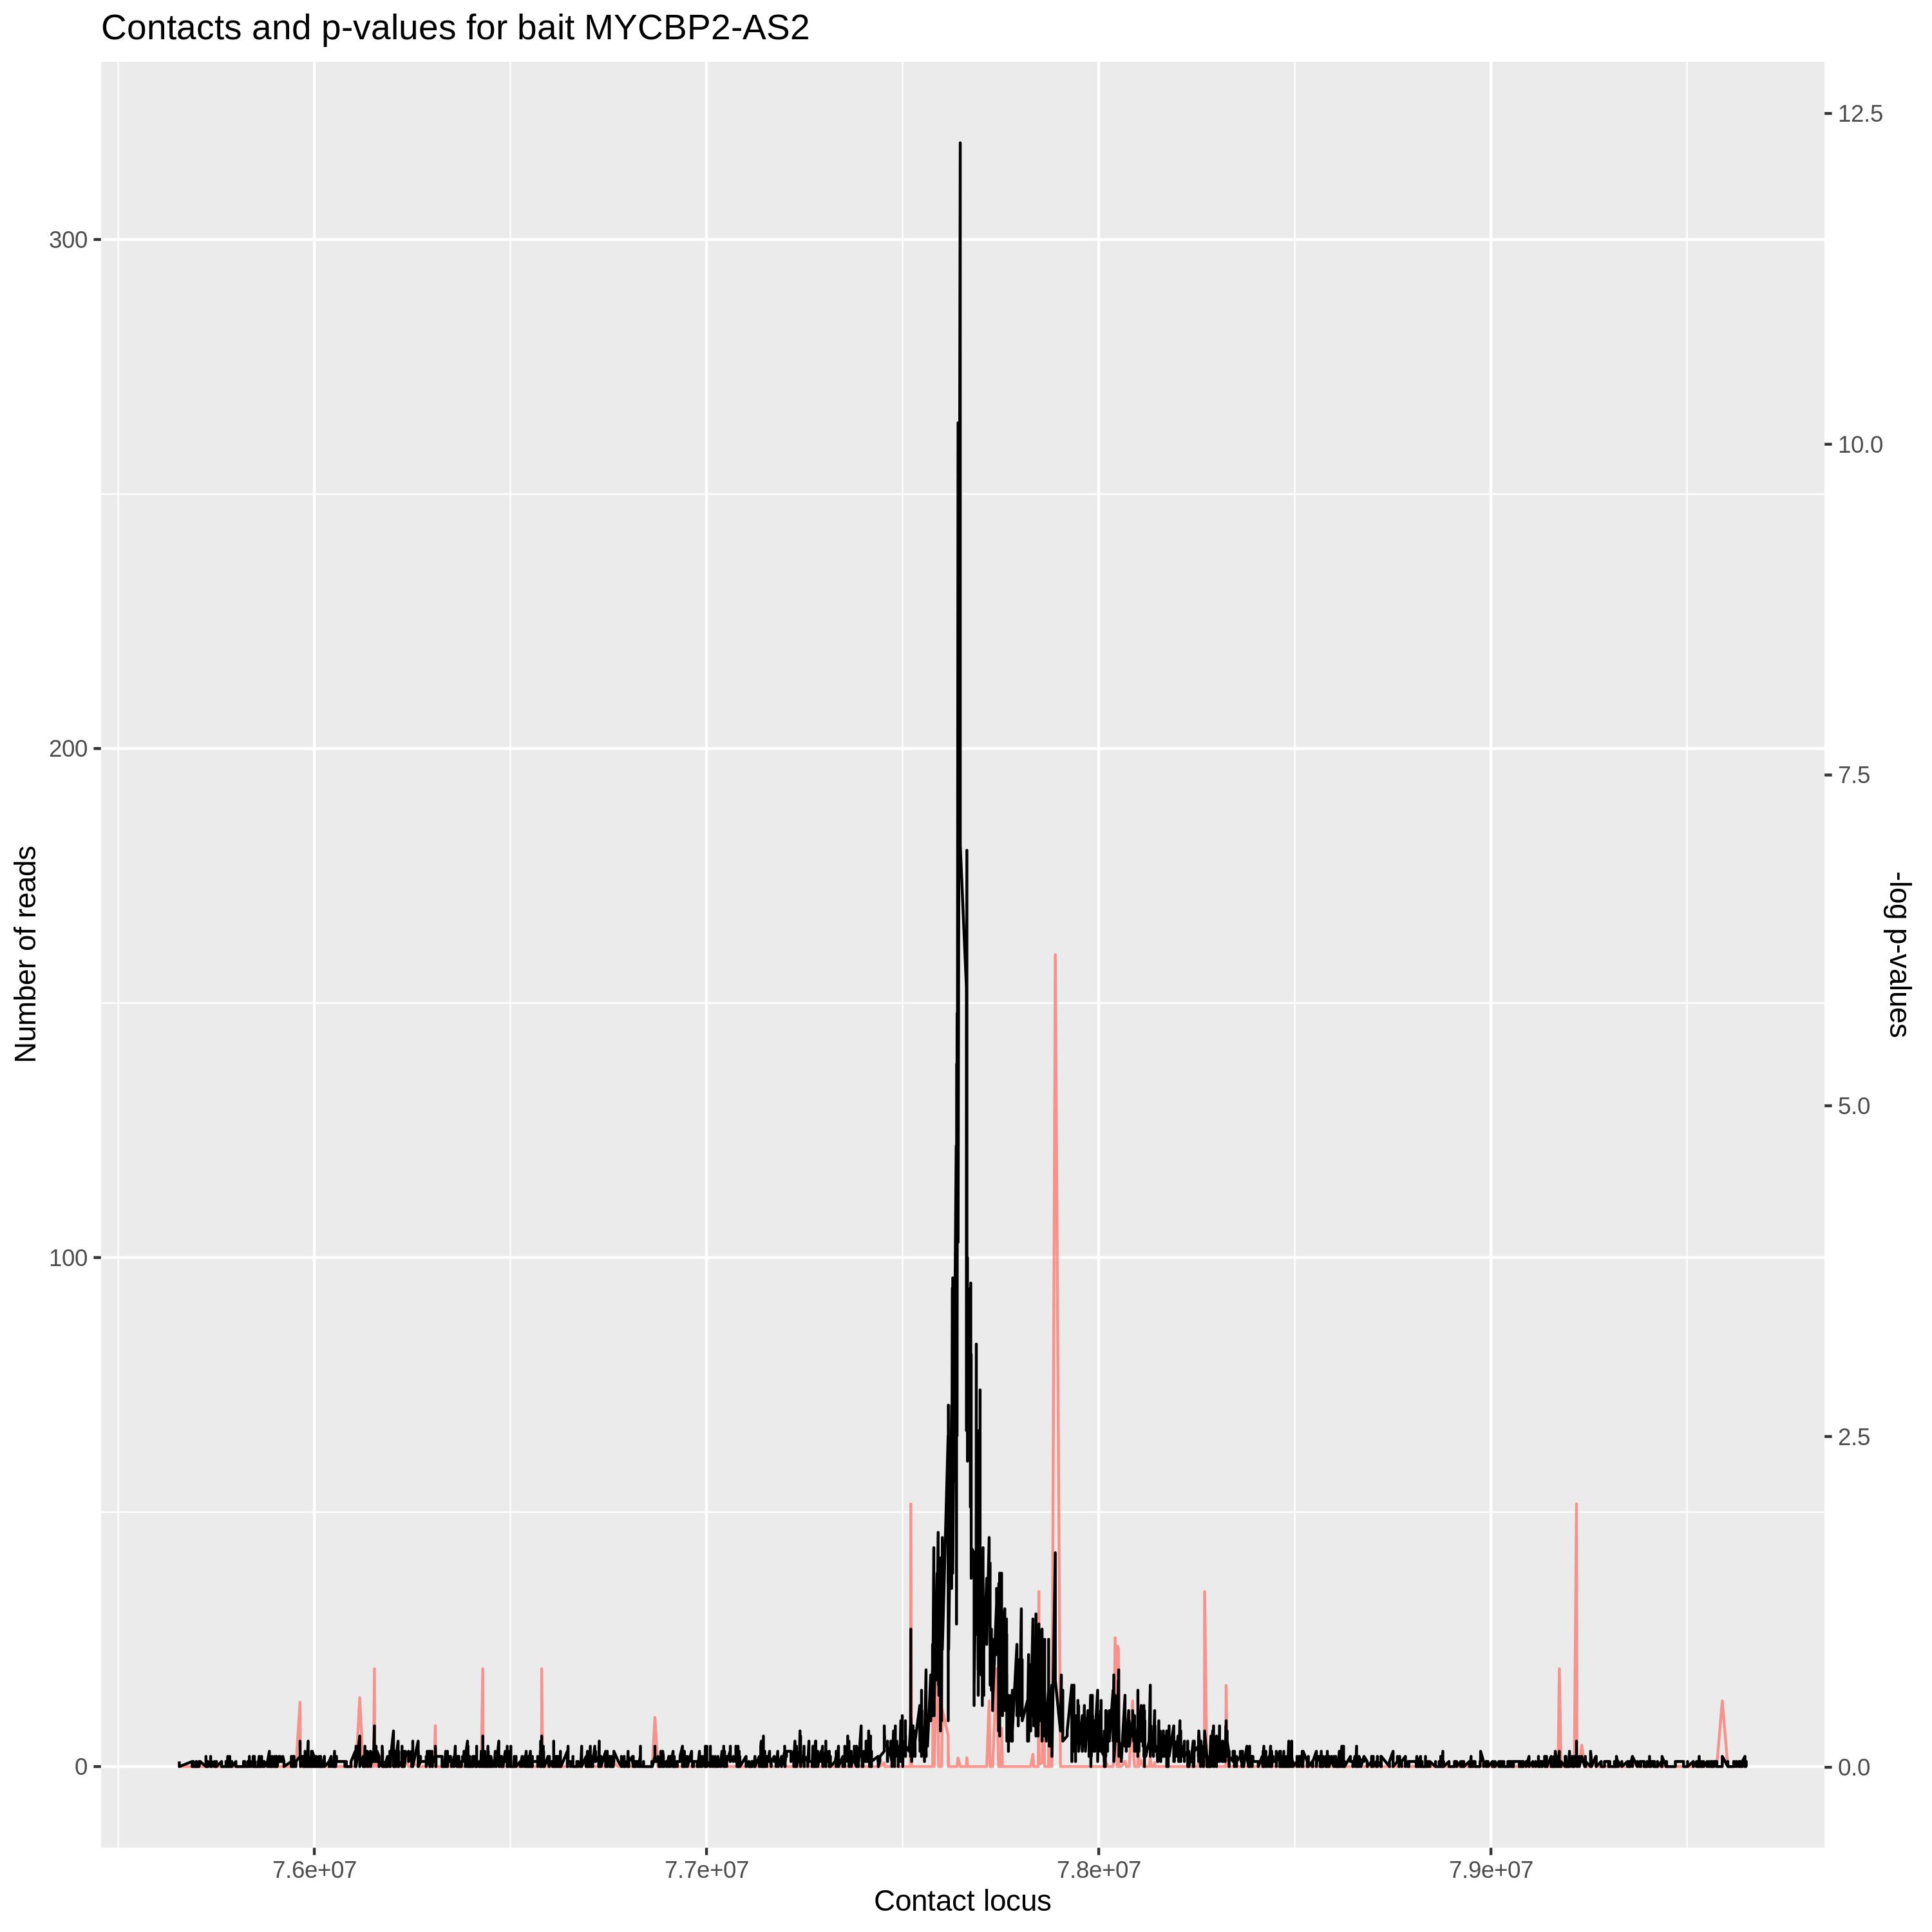 Contacts and p-values for bait MYCBP2-AS2
12.5
300
10.0
200
7.5
Number of reads
-log p-values
5.0
100
2.5
0
0.0
7.6e+07 7.7e+07 7.8e+07 7.9e+07
Contact locus